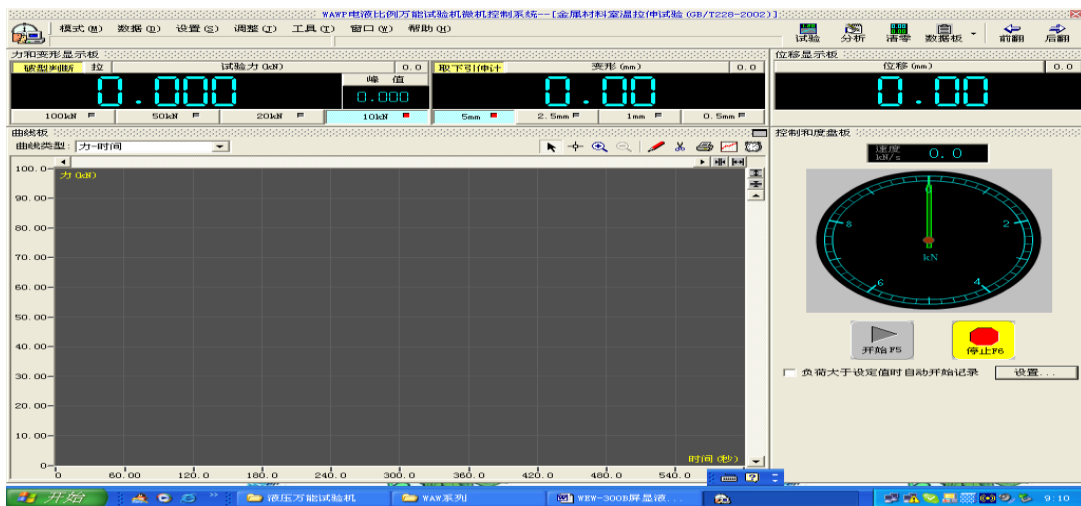 WAWP电液比例万能试验机微机控制系统--[金属材料室温拉伸试验 (GB/T228-2002)]
模式(M) 数据(D) 设置(S) 调整(T) 工具(T) 窗口(W) 帮助(H)
试验 分析 清零 数据板 前翻 后翻
力和变形显示板
破型判断 拉 试验力(kN) 0.0 取下引伸计 变形(mm) 0.0
0.000 峰 值 0.000 0.00
100kN 50kN 20kN 10kN 5mm 2.5mm 1mm 0.5mm
位移显示板
位移(mm) 0.0
0.00
曲线板
曲线类型: 力-时间
力(kN)
100.0
90.00
80.00
70.00
60.00
50.00
40.00
30.00
20.00
10.00
0
时间(秒)
0 60.00 120.0 180.0 240.0 300.0 360.0 420.0 480.0 540.0
控制和度盘板
速度 kN/s 0.0
0
8 2
kN
6 4
开始F5 停止F6
负荷大于设定值时自动开始记录 设置...
开始 液压万能试验机 WAW系列 WEW-300B屏显液... 9:10